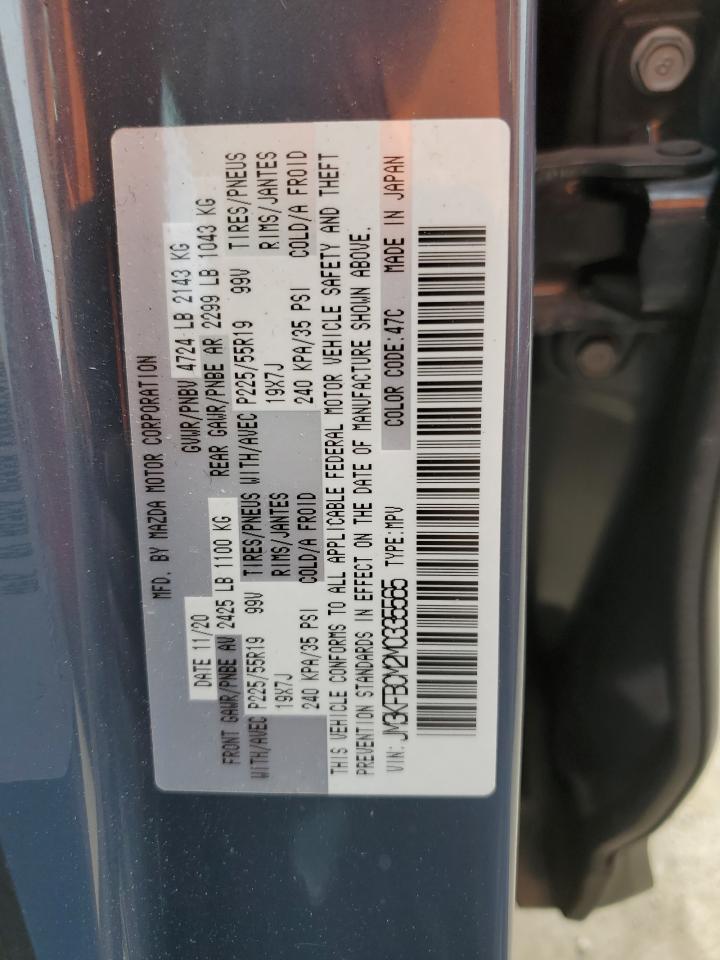 MFD. BY MAZDA MOTOR CORPORATION
DATE 11/20 GVWR/PNBV 4724 LB 2143 KG
FRONT GAWR/PNBE AV 2425 LB 1100 KG REAR GAWR/PNBE AR 2299 LB 1043 KG
WITH/AVEC P225/55R19 99V TIRES/PNEUS WITH/AVEC P225/55R19 99V TIRES/PNEUS
19X7J RIMS/JANTES 19X7J RIMS/JANTES
240 KPA/35 PSI COLD/A FROID 240 KPA/35 PSI COLD/A FROID
THIS VEHICLE CONFORMS TO ALL APPLICABLE FEDERAL MOTOR VEHICLE SAFETY AND THEFT
PREVENTION STANDARDS IN EFFECT ON THE DATE OF MANUFACTURE SHOWN ABOVE.
VIN: JM3KFBCM2M0335565 TYPE:MPV COLOR CODE:47C MADE IN JAPAN
8